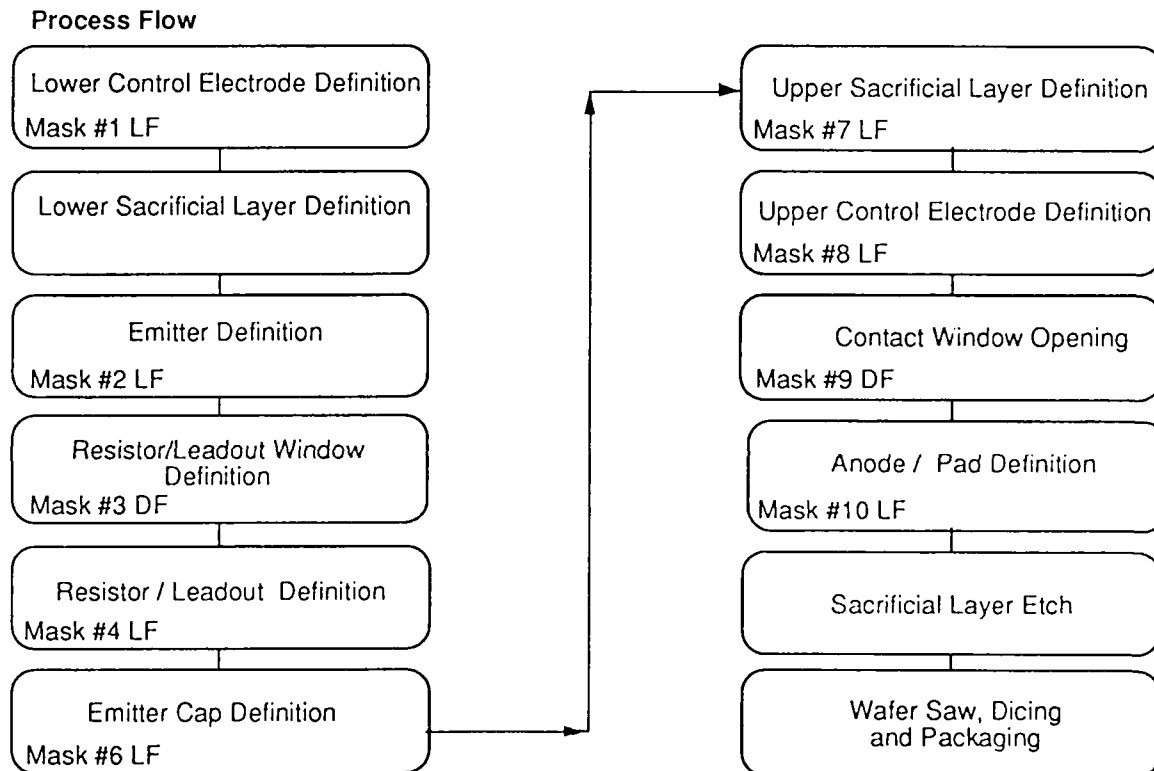 Process Flow
Lower Control Electrode Definition
Mask #1 LF
Lower Sacrificial Layer Definition
Emitter Definition
Mask #2 LF
Resistor/Leadout Window
Definition
Mask #3 DF
Resistor / Leadout Definition
Mask #4 LF
Emitter Cap Definition
Mask #6 LF
Upper Sacrificial Layer Definition
Mask #7 LF
Upper Control Electrode Definition
Mask #8 LF
Contact Window Opening
Mask #9 DF
Anode / Pad Definition
Mask #10 LF
Sacrificial Layer Etch
Wafer Saw, Dicing
and Packaging